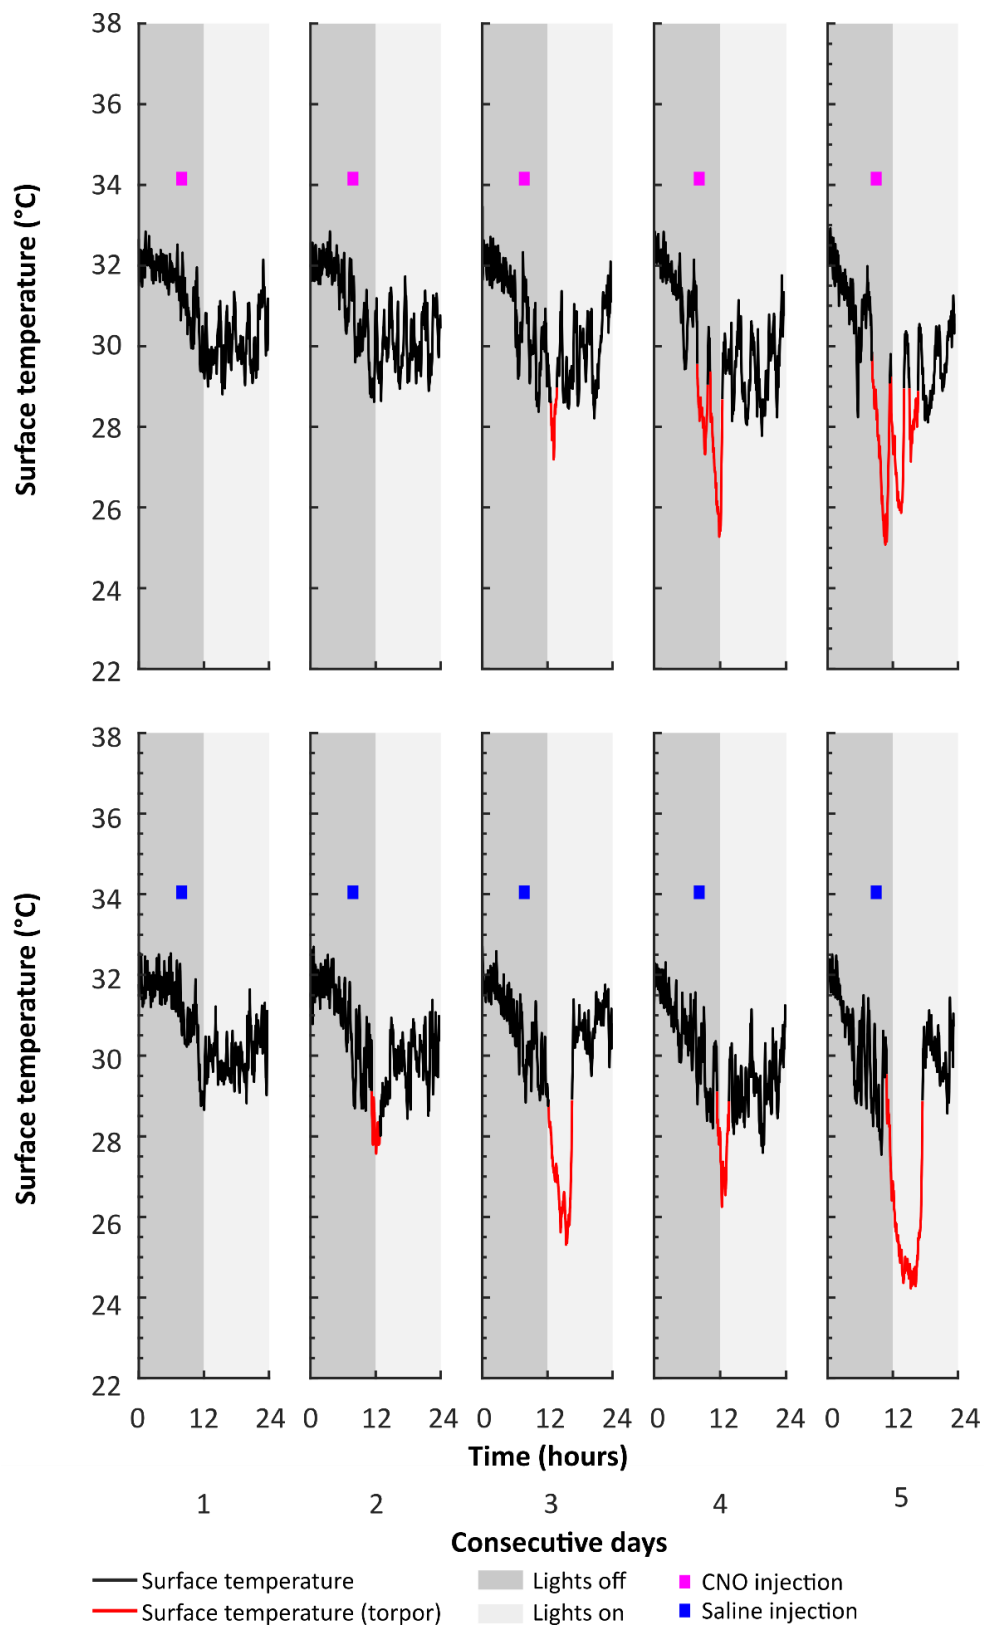 Surface temperature (°C)
38
36
34
32
30
28
26
24
22
Surface temperature (°C)
38
36
34
32
30
28
26
24
22
0 12 24 0 12 24 0 12 24 0 12 24 0 12 24
Time (hours)
1 2 3 4 5
Consecutive days
Surface temperature Lights off CNO injection
Surface temperature (torpor) Lights on Saline injection